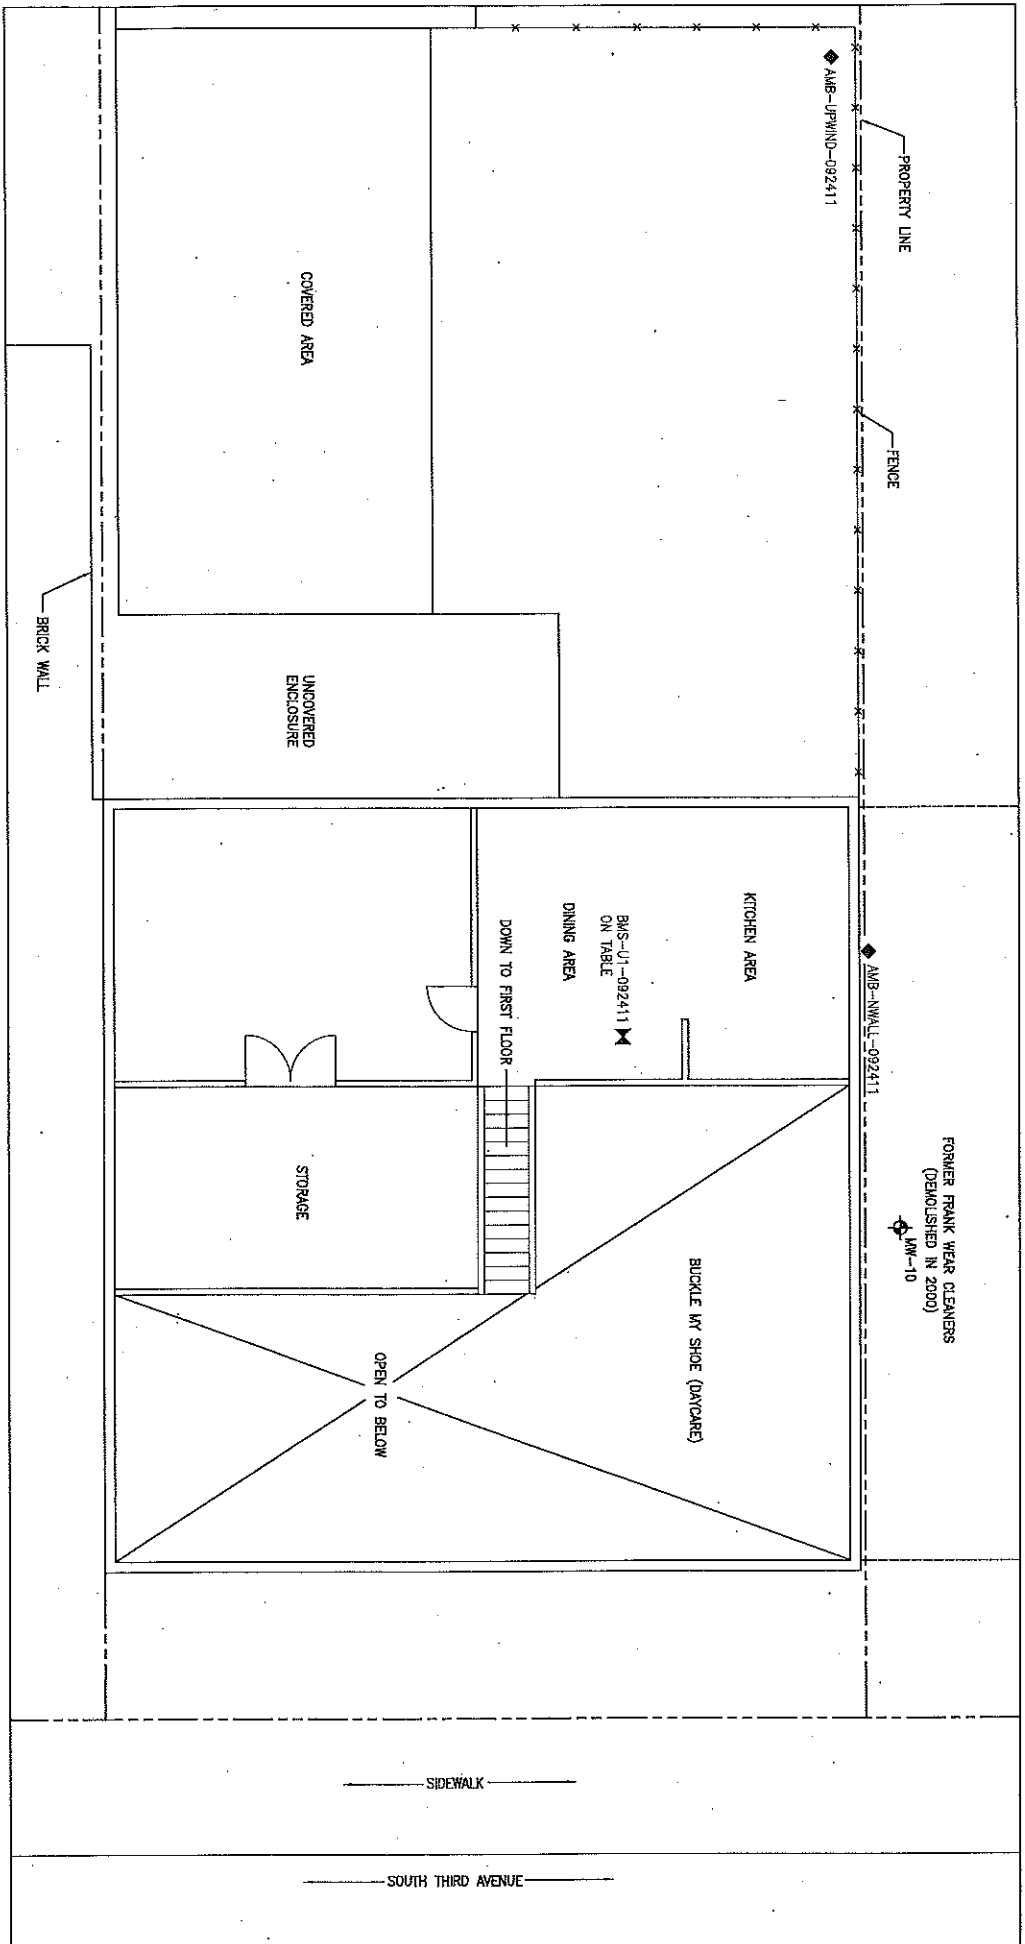 PROPERTY LINE
AMB-UPWIND-092411
FENCE
COVERED AREA
BRICK WALL
UNCOVERED
ENCLOSURE
KITCHEN AREA
AMB-NWALL-092411
BMS-U1-092411
ON TABLE
DINING AREA
DOWN TO FIRST FLOOR
FORMER FRANK WEAR CLEANERS
(DEMOLISHED IN 2000)
MW-10
STORAGE
BUCKLE MY SHOE (DAYCARE)
OPEN TO BELOW
SIDEWALK
SOUTH THIRD AVENUE